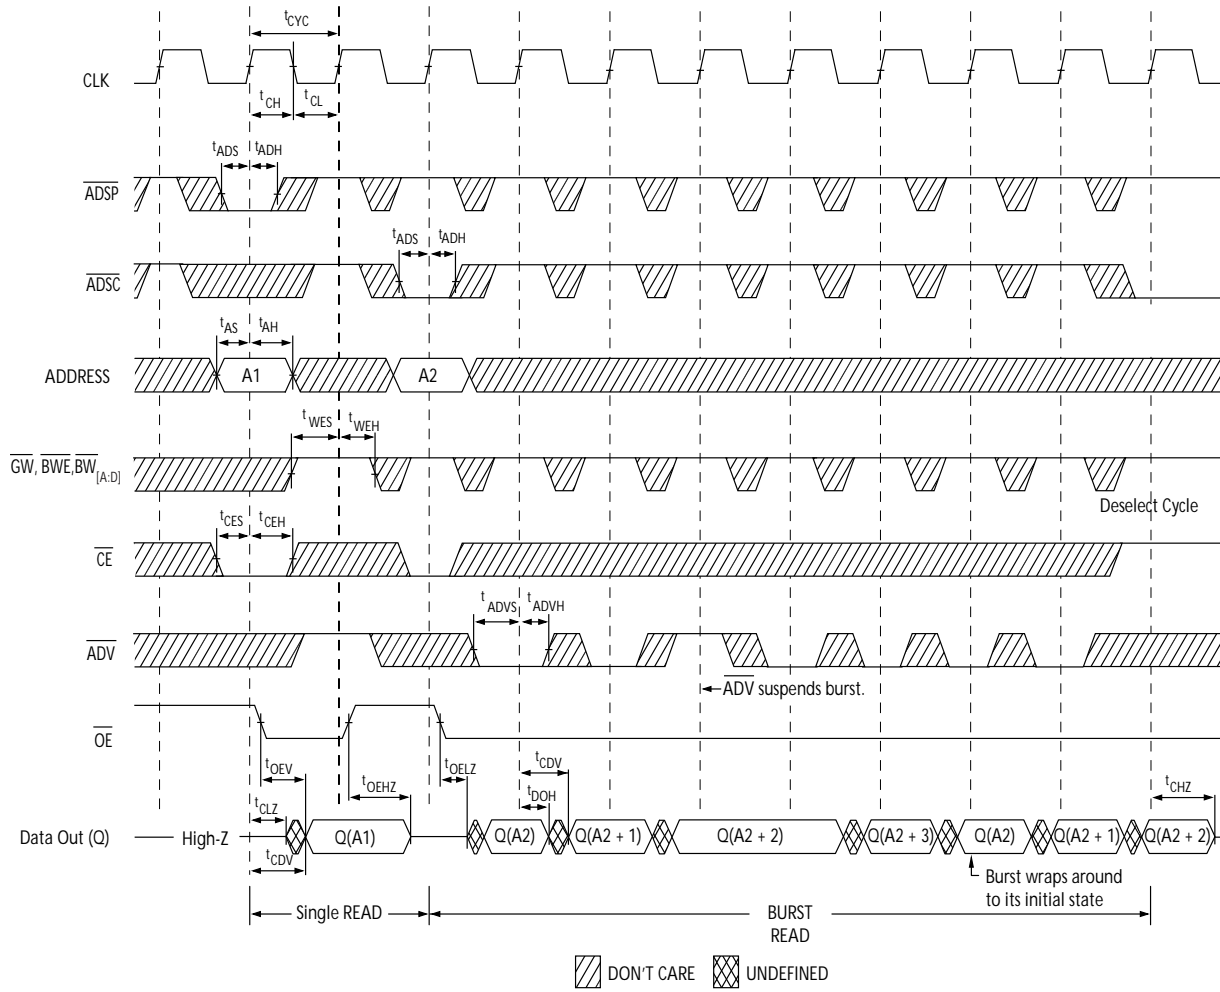 tCYC
CLK
tCH
tCL
tADS
tADH
ADSP
tADS
tADH
ADSC
tAS
tAH
ADDRESS
A1
A2
tWES
tWEH
GW, BWE,BW[A:D]
Deselect Cycle
tCES
tCEH
CE
tADVS
tADVH
ADV
ADV suspends burst.
OE
tOEV
tOEHZ
tOELZ
tCDV
tCHZ
tCLZ
tDOH
Data Out (Q)
High-Z
Q(A1)
Q(A2)
Q(A2 + 1)
Q(A2 + 2)
Q(A2 + 3)
Q(A2)
Q(A2 + 1)
Q(A2 + 2)
tCDV
Burst wraps around
to its initial state
Single READ
BURST
READ
DON'T CARE
UNDEFINED